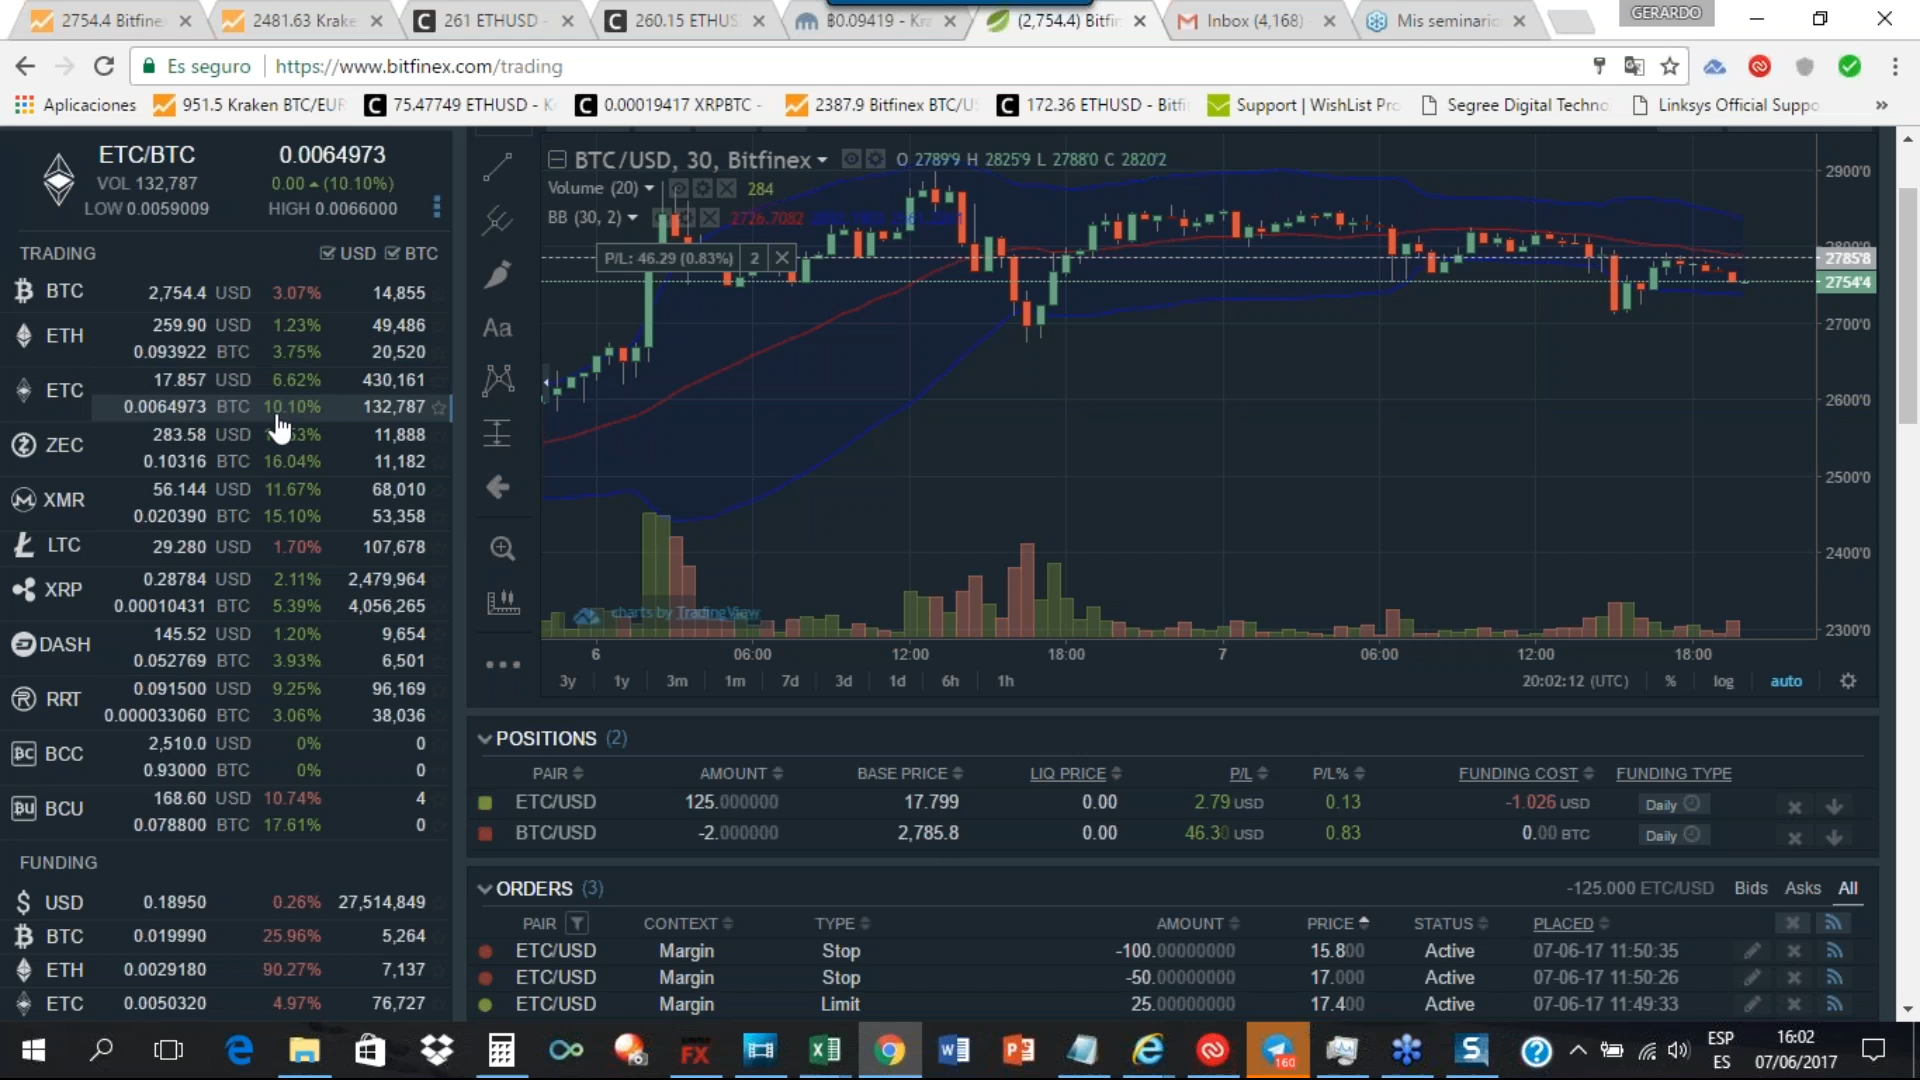 2754.4 Bitfine
2481.63 Krake
261 ETHUSD -
260.15 ETHUS
฿0.09419 - Kra
(2,754.4) Bitfin
Inbox (4,168)
Mis seminario
GERARDO
Es seguro
https://www.bitfinex.com/trading
Aplicaciones
951.5 Kraken BTC/EUR
75.47749 ETHUSD - K
0.00019417 XRPBTC -
2387.9 Bitfinex BTC/U
172.36 ETHUSD - Bitfi
Support | WishList Pro
Segree Digital Techno
Linksys Official Suppo
ETC/BTC 0.0064973
VOL 132,787 0.00 (10.10%)
LOW 0.0059009 HIGH 0.0066000
TRADING USD BTC
BTC 2,754.4 USD 3.07% 14,855
ETH 259.90 USD 1.23% 49,486
0.093922 BTC 3.75% 20,520
ETC 17.857 USD 6.62% 430,161
0.0064973 BTC 10.10% 132,787
ZEC 283.58 USD 11,888
0.10316 BTC 16.04% 11,182
XMR 56.144 USD 11.67% 68,010
0.020390 BTC 15.10% 53,358
LTC 29.280 USD 1.70% 107,678
XRP 0.28784 USD 2.11% 2,479,964
0.00010431 BTC 5.39% 4,056,265
DASH 145.52 USD 1.20% 9,654
0.052769 BTC 3.93% 6,501
RRT 0.091500 USD 9.25% 96,169
0.000033060 BTC 3.06% 38,036
BCC 2,510.0 USD 0% 0
0.93000 BTC 0% 0
BCU 168.60 USD 10.74% 4
0.078800 BTC 17.61% 0
FUNDING
USD 0.18950 0.26% 27,514,849
BTC 0.019990 25.96% 5,264
ETH 0.0029180 90.27% 7,137
ETC 0.0050320 4.97% 76,727
BTC/USD, 30, Bitfinex O 2789'9 H 2825'9 L 2788'0 C 2820'2
Volume (20) 284
BB (30, 2) 2726.7082
P/L: 46.29 (0.83%) 2
Aa
2900'0
2800'0
2785'8
2754'4
2700'0
2600'0
2500'0
2400'0
2300'0
charts by TradingView
6 06:00 12:00 18:00 7 06:00 12:00 18:00
3y 1y 3m 1m 7d 3d 1d 6h 1h 20:02:12 (UTC) % log auto
POSITIONS (2)
PAIR AMOUNT BASE PRICE LIQ PRICE P/L P/L% FUNDING COST FUNDING TYPE
ETC/USD 125.000000 17.799 0.00 2.79 USD 0.13 -1.026 USD Daily
BTC/USD -2.000000 2,785.8 0.00 46.30 USD 0.83 0.00 BTC Daily
ORDERS (3) -125.000 ETC/USD Bids Asks All
PAIR CONTEXT TYPE AMOUNT PRICE STATUS PLACED
ETC/USD Margin Stop -100.00000000 15.800 Active 07-06-17 11:50:35
ETC/USD Margin Stop -50.00000000 17.000 Active 07-06-17 11:50:26
ETC/USD Margin Limit 25.00000000 17.400 Active 07-06-17 11:49:33
FX
160
ESP
ES
16:02
07/06/2017